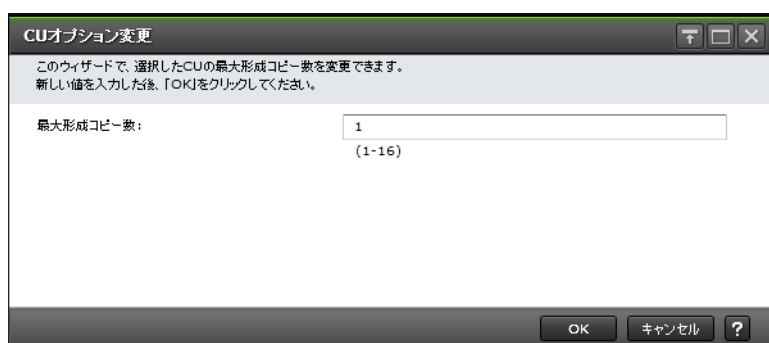 CUオプション変更
このウィザードで、選択したCUの最大形成コピー数を変更できます。
新しい値を入力した後、「OK」をクリックしてください。
最大形成コピー数:
1
(1-16)
OK
キャンセル
?